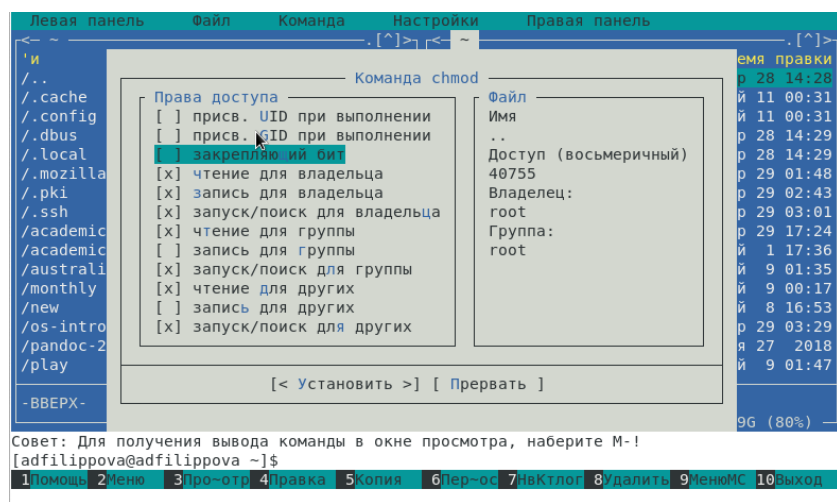 Левая панель Файл Команда Настройки Правая панель
<— ~ .[^]> <— ~ .[^]>
'и емя правки
/.. р 28 14:28
Команда chmod
/.cache Права доступа Файл й 11 00:31
/.config [ ] присв. UID при выполнении Имя й 11 00:31
/.dbus [ ] присв. GID при выполнении .. р 28 14:29
/.local [ ] закрепляющий бит Доступ (восьмеричный) р 28 14:29
/.mozilla [x] чтение для владельца 40755 р 29 01:48
/.pki [x] запись для владельца Владелец: р 29 02:43
/.ssh [x] запуск/поиск для владельца root р 29 03:01
/academic [x] чтение для группы Группа: р 29 17:24
/academic [ ] запись для группы root й 1 17:36
/australi [x] запуск/поиск для группы й 9 01:35
/monthly [x] чтение для других й 9 00:17
/new [ ] запись для других й 8 16:53
/os-intro [x] запуск/поиск для других р 29 03:29
/pandoc-2 я 27 2018
/play й 9 01:47
[< Установить >] [ Прервать ]
-ВВЕРХ-
9G (80%)
Совет: Для получения вывода команды в окне просмотра, наберите M-!
[adfilippova@adfilippova ~]$
1Помощь 2Меню 3Про~отр 4Правка 5Копия 6Пер~ос 7НвКтлог 8Удалить 9МенюMC 10Выход